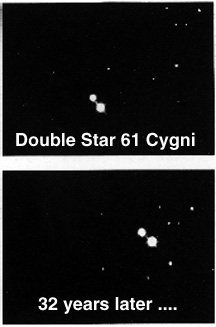 Double Star 61 Cygni
32 years later ....